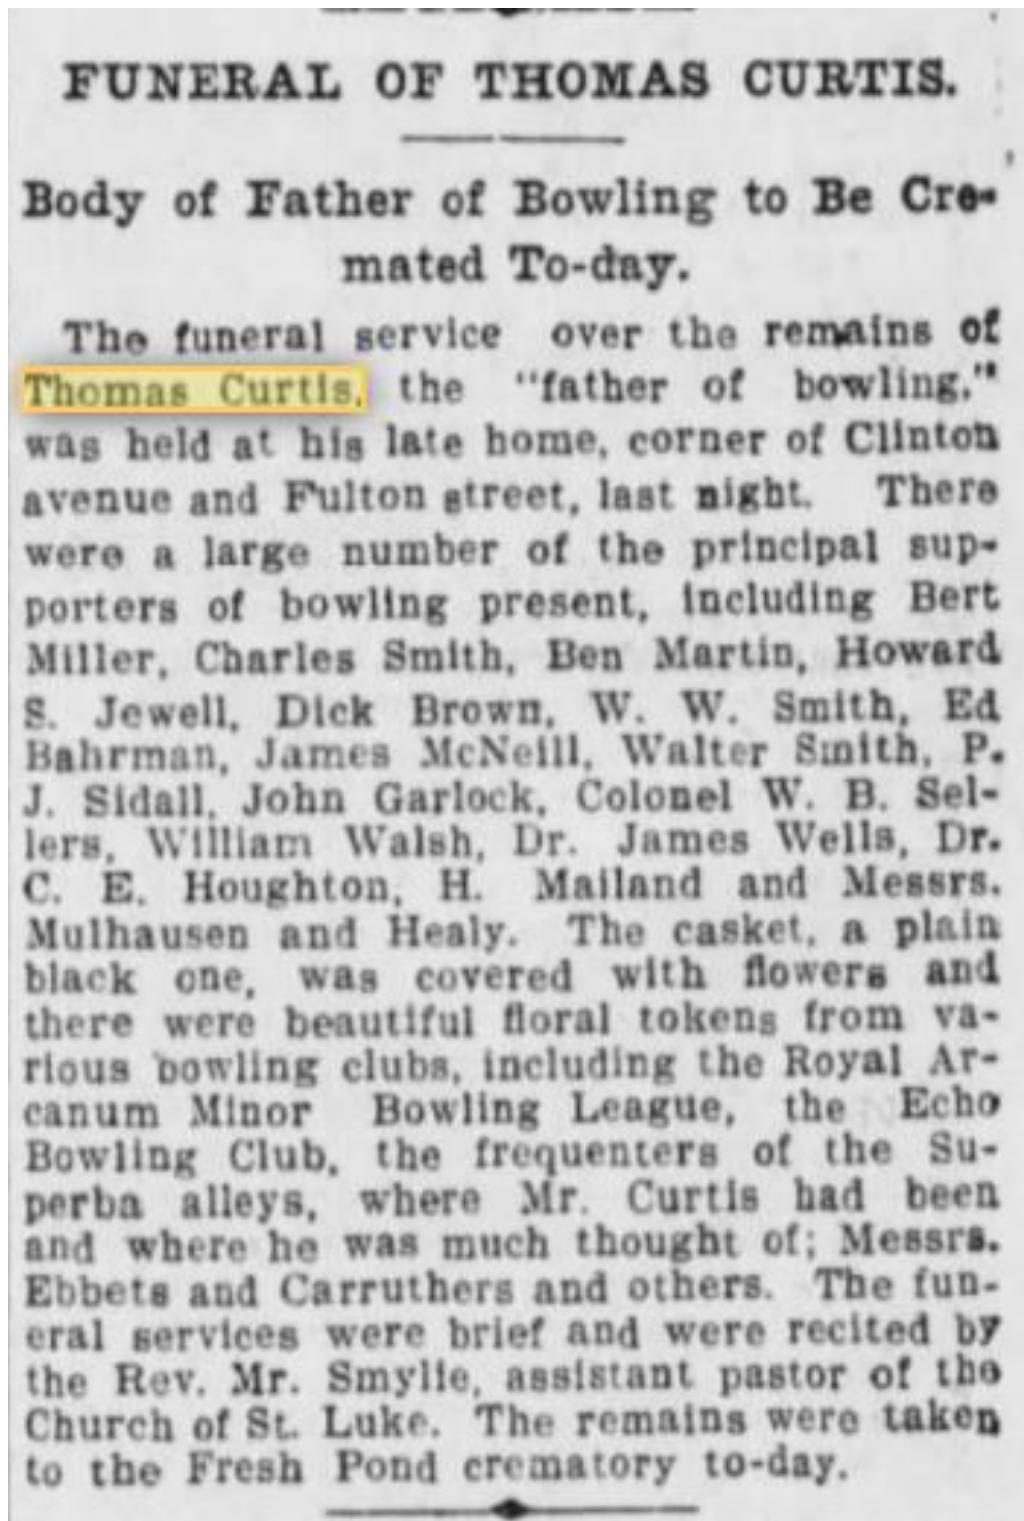 FUNERAL OF THOMAS CURTIS.
Body of Father of Bowling to Be Cre-
mated To-day.
The funeral service over the remains of
Thomas Curtis, the "father of bowling,"
was held at his late home, corner of Clinton
avenue and Fulton street, last night. There
were a large number of the principal sup-
porters of bowling present, including Bert
Miller, Charles Smith, Ben Martin, Howard
S. Jewell, Dick Brown, W. W. Smith, Ed
Bahrman, James McNeill, Walter Smith, P.
J. Sidall, John Garlock, Colonel W. B. Sel-
lers, William Walsh, Dr. James Wells, Dr.
C. E. Houghton, H. Mailand and Messrs.
Mulhausen and Healy. The casket, a plain
black one, was covered with flowers and
there were beautiful floral tokens from va-
rious bowling clubs, including the Royal Ar-
canum Minor Bowling League, the Echo
Bowling Club, the frequenters of the Su-
perba alleys, where Mr. Curtis had been
and where he was much thought of; Messrs.
Ebbets and Carruthers and others. The fun-
eral services were brief and were recited by
the Rev. Mr. Smylie, assistant pastor of the
Church of St. Luke. The remains were taken
to the Fresh Pond crematory to-day.